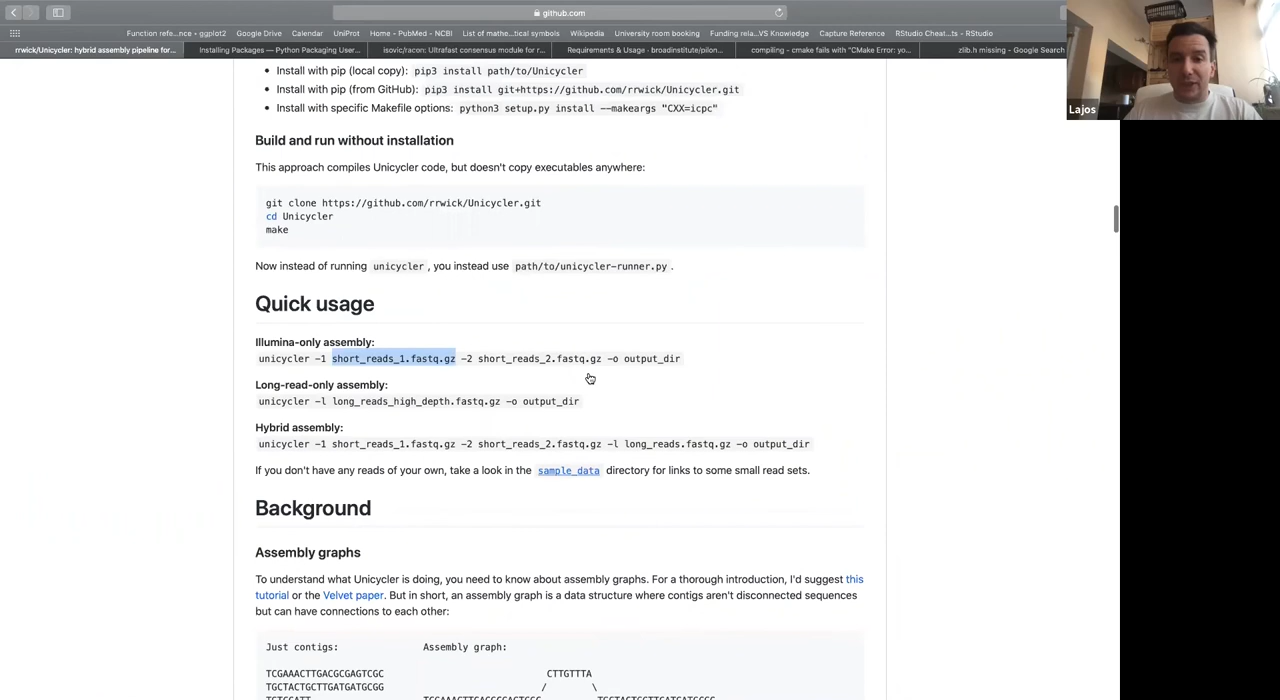 github.com
Function refe...nce - ggplot2 Google Drive Calendar UniProt Home - PubMed - NCBI List of mathe...tical symbols Wikipedia University room booking Funding rela...VS Knowledge Capture Reference RStudio Cheat...ts - RStudio
rrwick/Unicycler: hybrid assembly pipeline for... Installing Packages — Python Packaging User... isovic/racon: Ultrafast consensus module for r... Requirements & Usage · broadinstitute/pilon... compiling - cmake fails with "CMake Error: yo... zlib.h missing - Google Search
Lajos
• Install with pip (local copy): pip3 install path/to/Unicycler
• Install with pip (from GitHub): pip3 install git+https://github.com/rrwick/Unicycler.git
• Install with specific Makefile options: python3 setup.py install --makeargs "CXX=icpc"
Build and run without installation
This approach compiles Unicycler code, but doesn't copy executables anywhere:
git clone https://github.com/rrwick/Unicycler.git
cd Unicycler
make
Now instead of running unicycler , you instead use path/to/unicycler-runner.py .
Quick usage
Illumina-only assembly:
unicycler -1 short_reads_1.fastq.gz -2 short_reads_2.fastq.gz -o output_dir
Long-read-only assembly:
unicycler -l long_reads_high_depth.fastq.gz -o output_dir
Hybrid assembly:
unicycler -1 short_reads_1.fastq.gz -2 short_reads_2.fastq.gz -l long_reads.fastq.gz -o output_dir
If you don't have any reads of your own, take a look in the sample_data directory for links to some small read sets.
Background
Assembly graphs
To understand what Unicycler is doing, you need to know about assembly graphs. For a thorough introduction, I'd suggest this
tutorial or the Velvet paper. But in short, an assembly graph is a data structure where contigs aren't disconnected sequences
but can have connections to each other:
Just contigs: Assembly graph:
TCGAAACTTGACGCGAGTCGC CTTGTTTA
TGCTACTGCTTGATGATGCGG / \